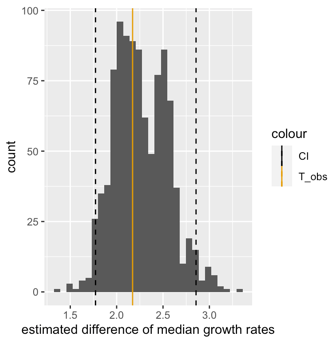 100
75
50
25
0
count
1.5
2.0
2.5
3.0
estimated difference of median growth rates
colour
CI
T_obs